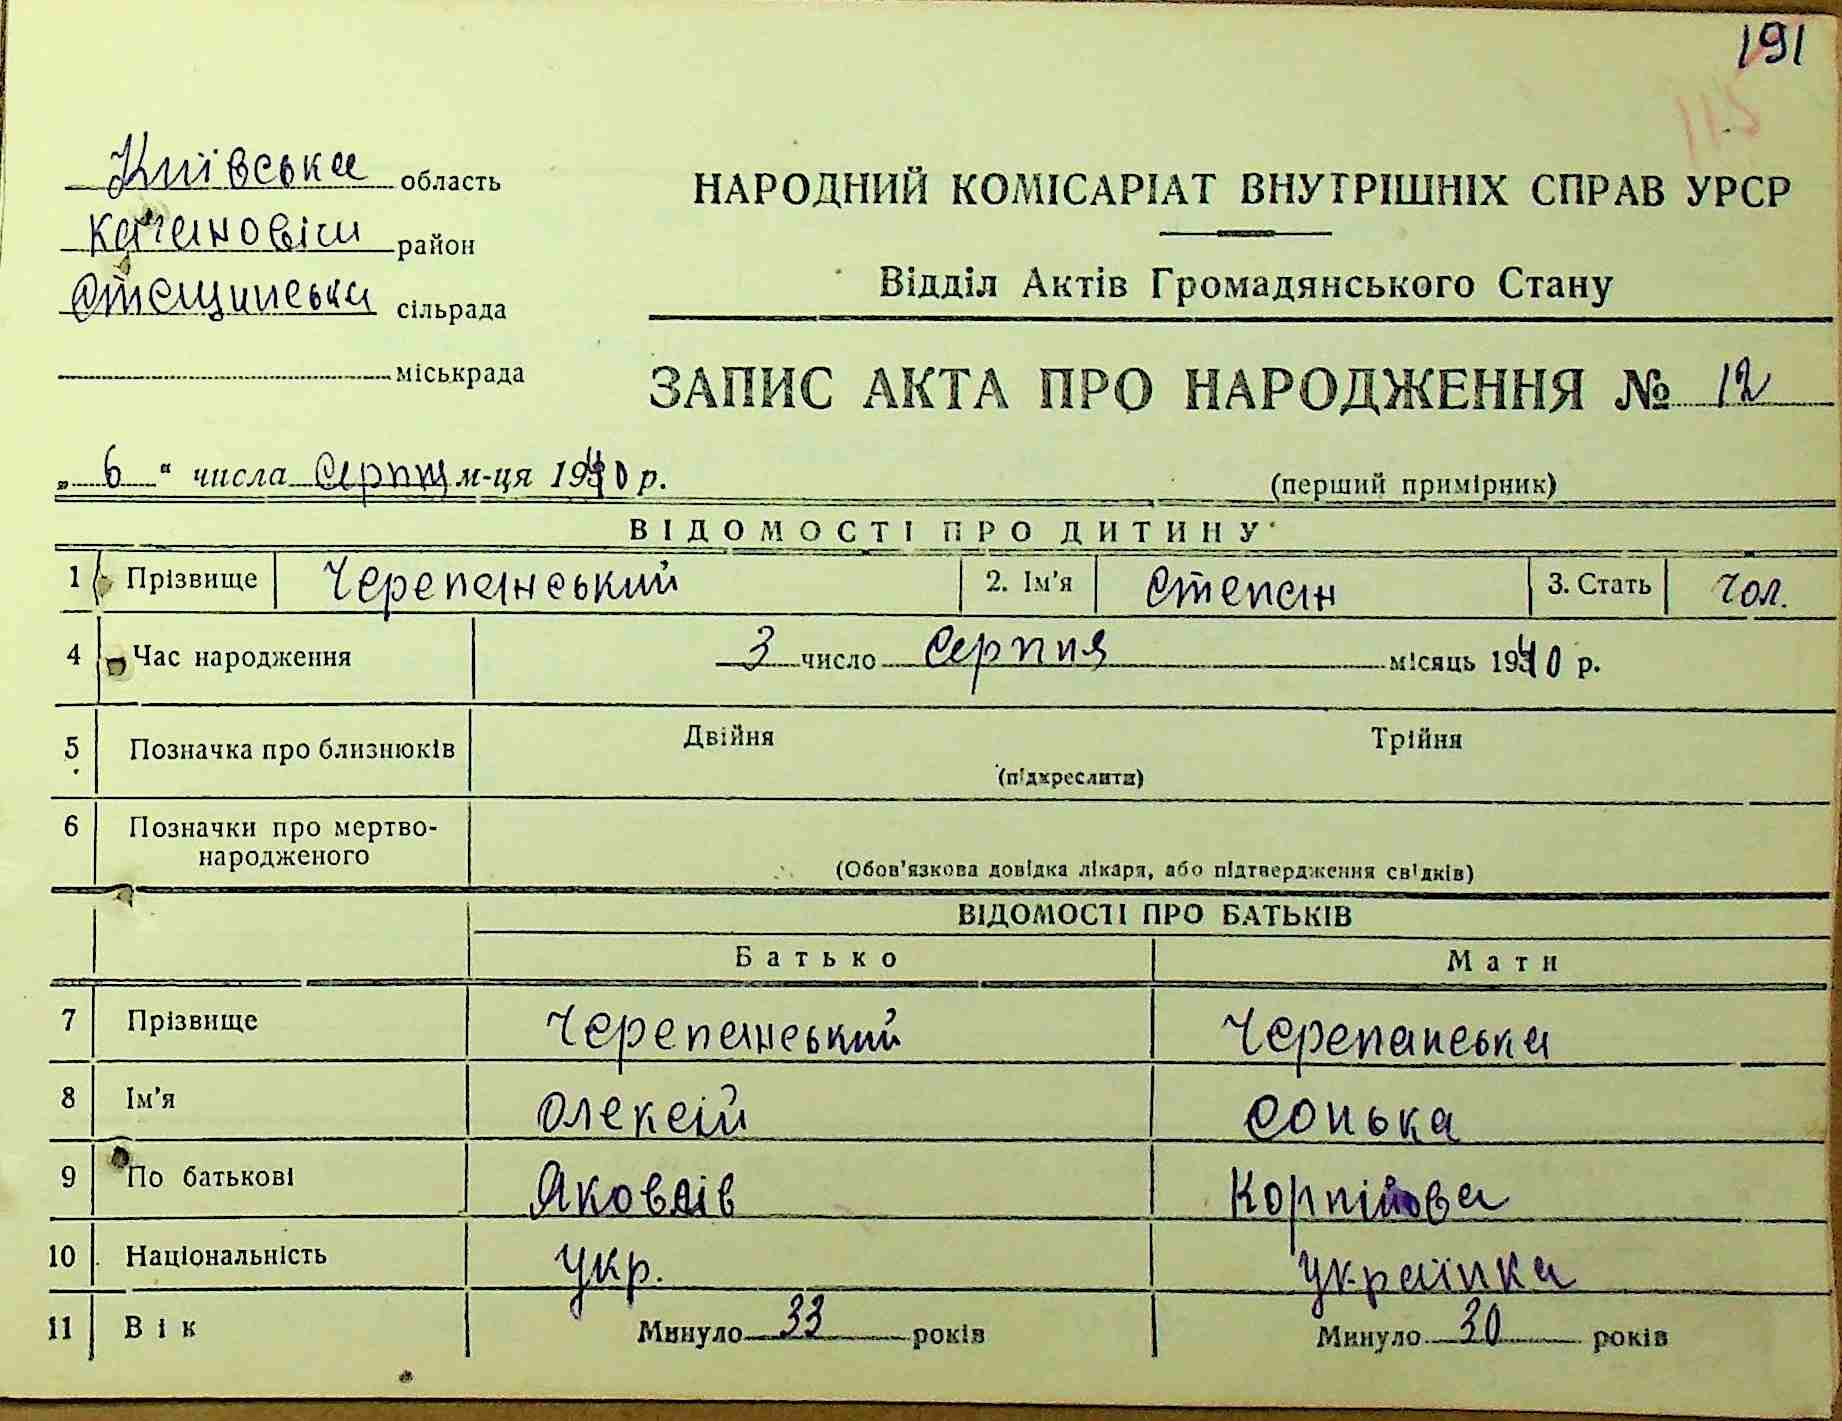 191
115
Київська область
Каганович район
Стещинська сільрада
міськрада
НАРОДНИЙ КОМІСАРІАТ ВНУТРІШНІХ СПРАВ УРСР
Відділ Актів Громадянського Стану
ЗАПИС АКТА ПРО НАРОДЖЕННЯ № 12
„ 6 “ числа Серпня м-ця 1940 р.
(перший примірник)
ВІДОМОСТІ ПРО ДИТИНУ
1 Прізвище Черепанський 2. Ім'я Степан 3. Стать Чол.
4 Час народження 3 число Серпня місяць 1940 р.
5 Позначка про близнюків Двійня Трійня
(підкреслити)
6 Позначки про мертво-
народженого
(Обов'язкова довідка лікаря, або підтвердження свідків)
ВІДОМОСТІ ПРО БАТЬКІВ
Батько Мати
7 Прізвище Черепанський Черепанська
8 Ім'я Олексій Сонька
9 По батькові Яковлів Корнійова
10 Національність Укр. Українка
11 Вік Минуло 33 років Минуло 30 років